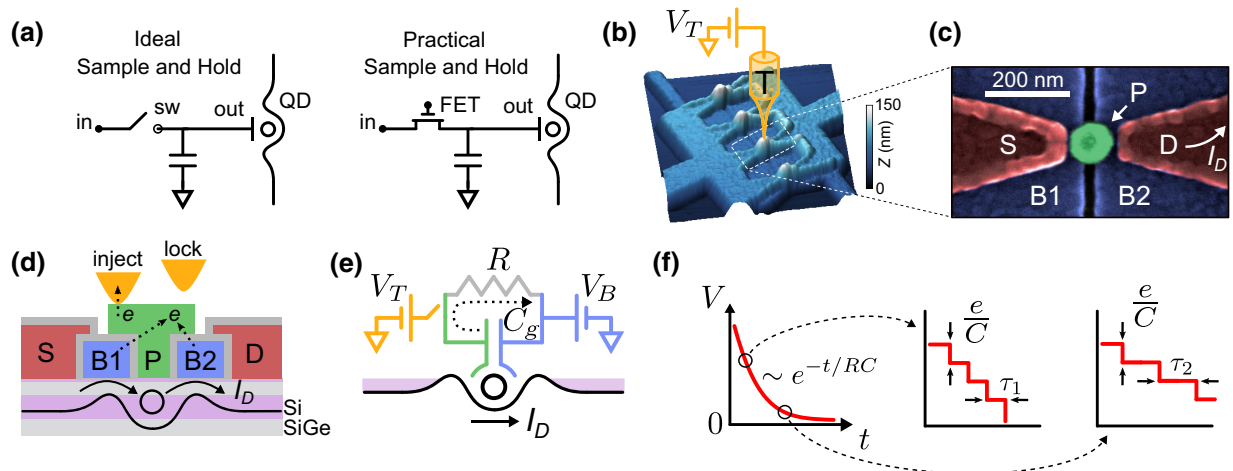 (a)
Ideal
Sample and Hold
in
sw
out
QD
Practical
Sample and Hold
in
FET
out
QD
(b)
V_T
T
150
Z (nm)
0
(c)
200 nm
P
S
D
I_D
B1
B2
(d)
inject
lock
e
e
S
B1
P
B2
D
I_D
Si
SiGe
(e)
R
V_T
V_B
C_g
I_D
(f)
V
0
t
~ e^{-t/RC}
e/C
τ_1
e/C
τ_2